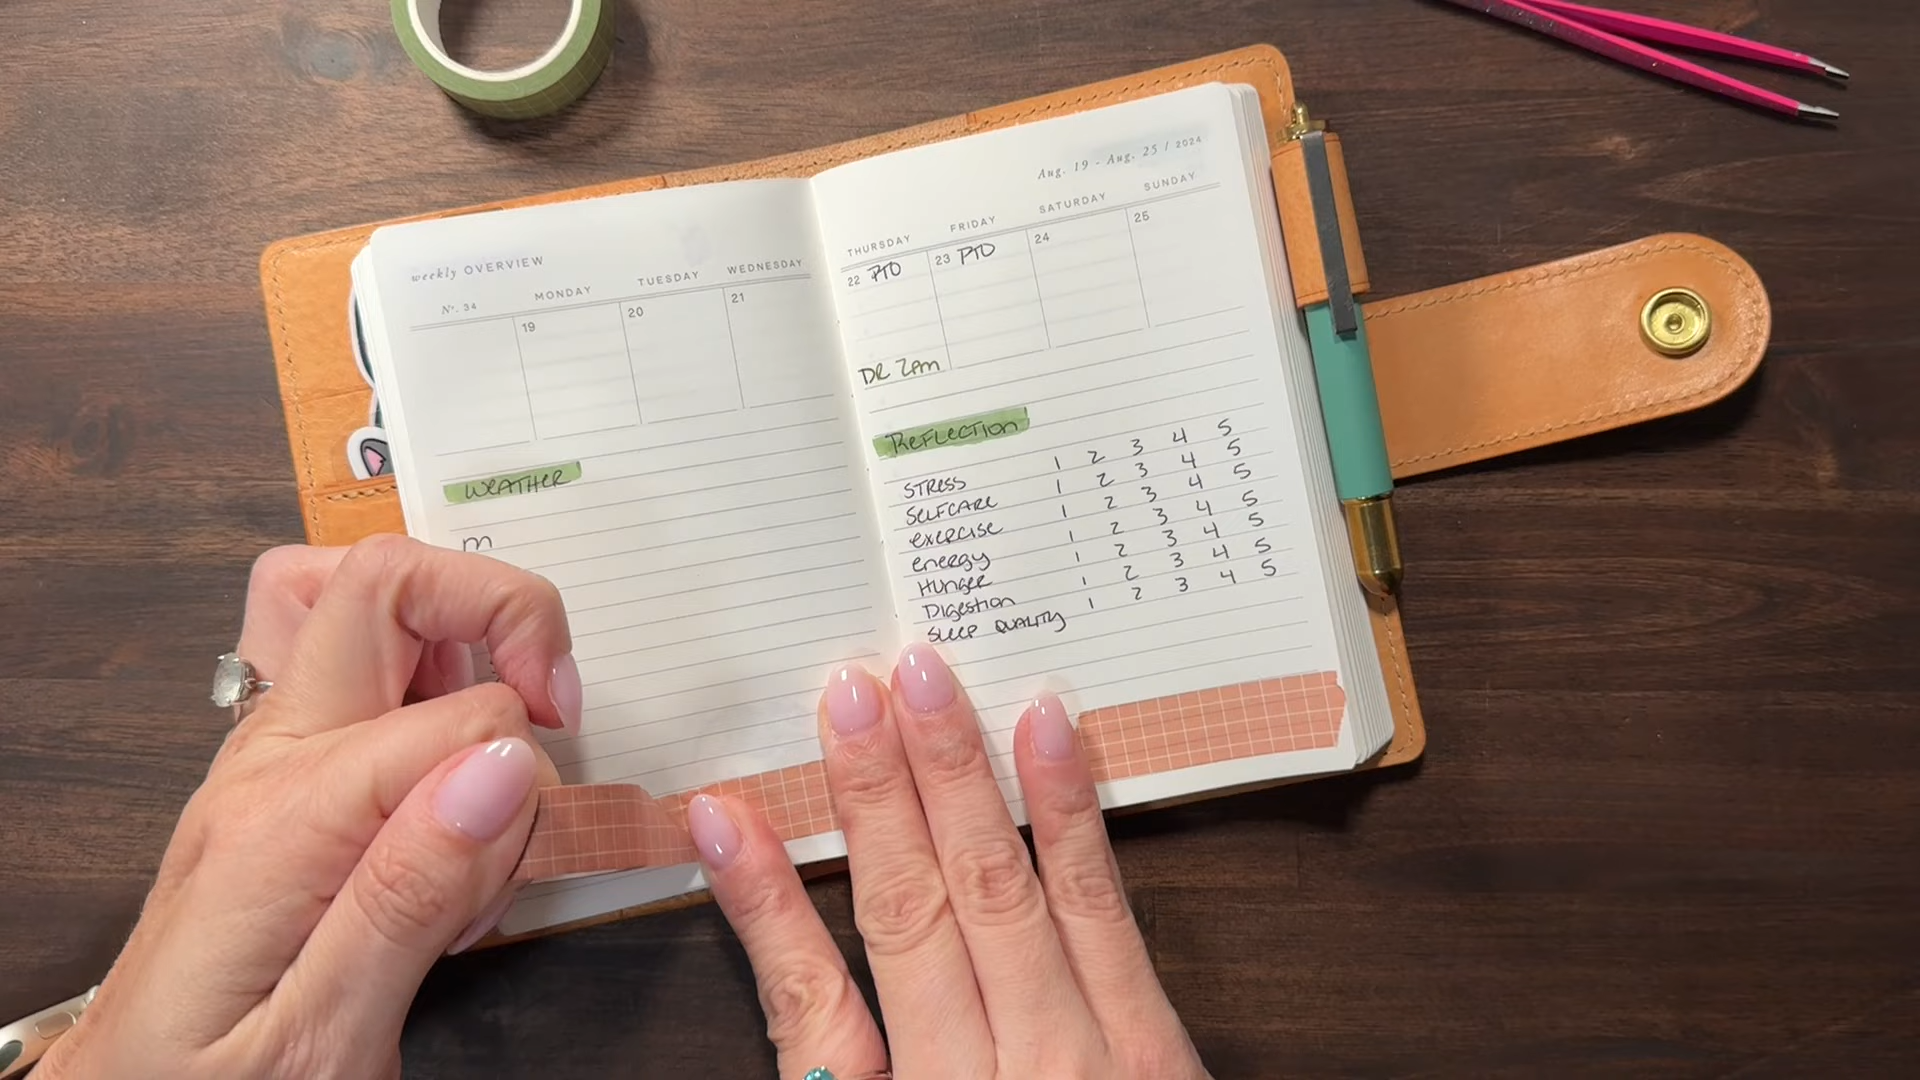 weekly OVERVIEW
Nº. 34 MONDAY TUESDAY WEDNESDAY
19 20 21
WEATHER
m
Aug. 19 - Aug. 25 / 2024
THURSDAY FRIDAY SATURDAY SUNDAY
22 PTO 23 PTO 24 25
DR 2pm
REFLECTION
STRESS 1 2 3 4 5
SELFCARE 1 2 3 4 5
exercise 1 2 3 4 5
energy 1 2 3 4 5
Hunger 1 2 3 4 5
Digestion 1 2 3 4 5
SLEEP QUALITY 1 2 3 4 5